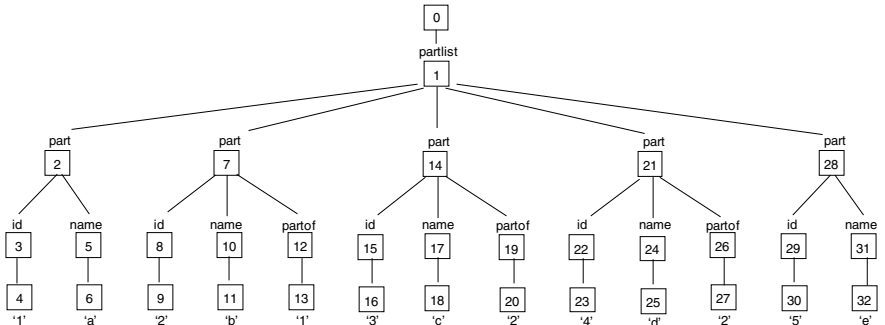 0
partlist
1
part part part part part
2 7 14 21 28
id name id name partof id name partof id name partof id name
3 5 8 10 12 15 17 19 22 24 26 29 31
4 6 9 11 13 16 18 20 23 25 27 30 32
‘1’ ‘a’ ‘2’ ‘b’ ‘1’ ‘3’ ‘c’ ‘2’ ‘4’ ‘d’ ‘2’ ‘5’ ‘e’